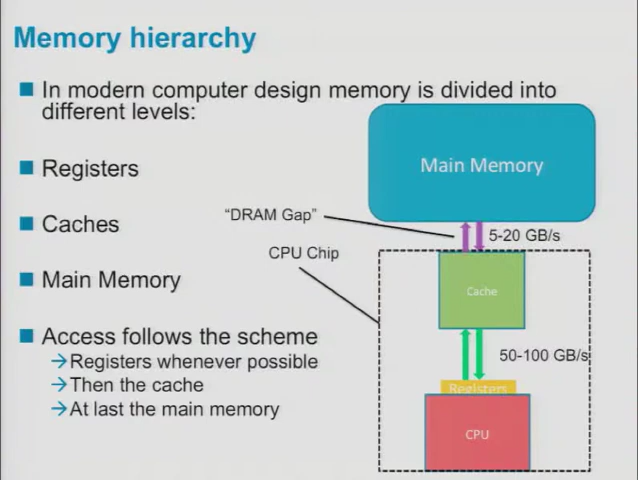 Memory hierarchy
In modern computer design memory is divided into
different levels:
Registers
Caches
Main Memory
Access follows the scheme
→Registers whenever possible
→Then the cache
→At last the main memory
Main Memory
"DRAM Gap"
5-20 GB/s
CPU Chip
Cache
50-100 GB/s
Registers
CPU